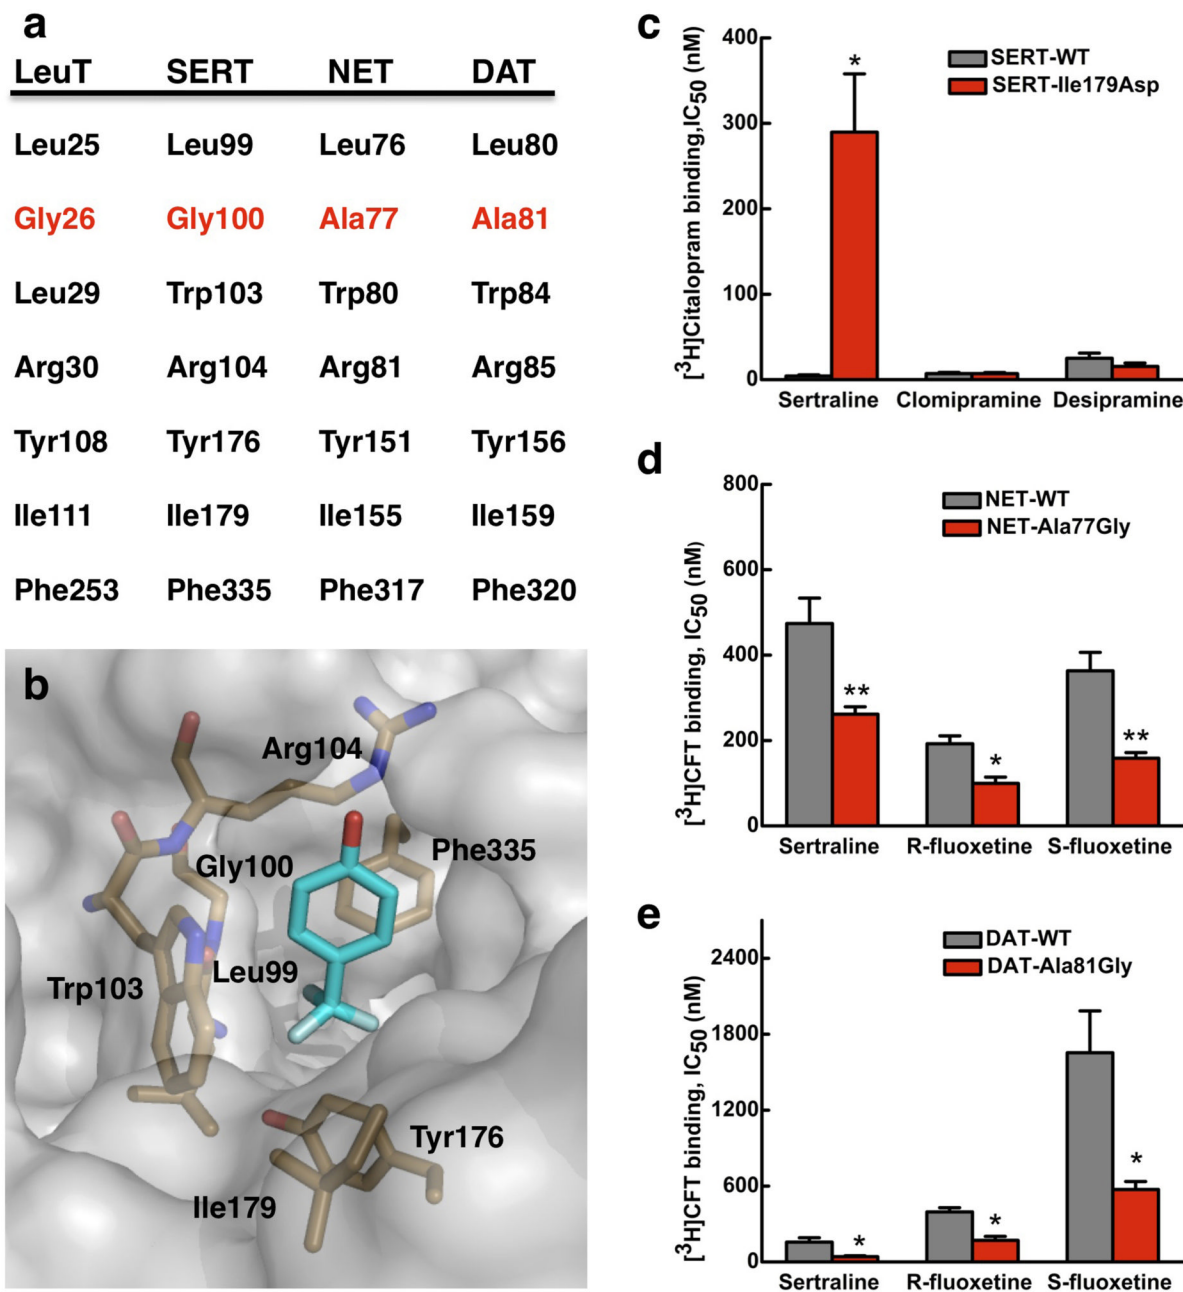 a
LeuT SERT NET DAT
Leu25 Leu99 Leu76 Leu80
Gly26 Gly100 Ala77 Ala81
Leu29 Trp103 Trp80 Trp84
Arg30 Arg104 Arg81 Arg85
Tyr108 Tyr176 Tyr151 Tyr156
Ile111 Ile179 Ile155 Ile159
Phe253 Phe335 Phe317 Phe320
b
Arg104
Gly100
Phe335
Leu99
Trp103
Tyr176
Ile179
c
[3H]Citalopram binding,IC50 (nM)
400
300
200
100
0
SERT-WT
SERT-Ile179Asp
*
Sertraline Clomipramine Desipramine
d
[3H]CFT binding, IC50 (nM)
800
600
400
200
0
NET-WT
NET-Ala77Gly
**
*
**
Sertraline R-fluoxetine S-fluoxetine
e
[3H]CFT binding, IC50 (nM)
2400
1800
1200
600
0
DAT-WT
DAT-Ala81Gly
*
*
*
Sertraline R-fluoxetine S-fluoxetine